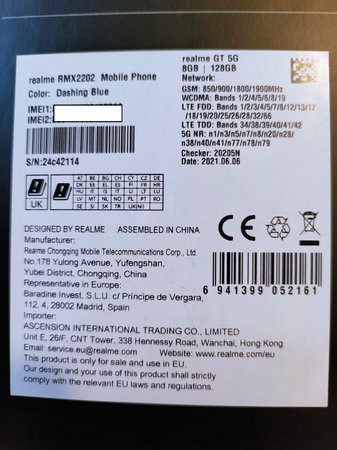 realme RMX2202 Mobile Phone
Color: Dashing Blue
IMEI1:
IMEI2:
S/N:24c42114
realme GT 5G
8GB | 128GB
Network:
GSM: 850/900/1800/1900MHz
WCDMA: Bands 1/2/4/5/6/8/19
LTE FDD: Bands 1/2/3/4/5/7/8/12/13/17
/18/19/20/25/26/28/32/66
LTE TDD: Bands 34/38/39/40/41/42
5G NR: n1/n3/n5/n7/n8/n20/n28/
n38/n40/n41/n77/n78/n79
Checker: 20205N
Date: 2021.06.06
UK
AT BE BG CH CY CZ DE
DK EE EL ES FI FR HR
HU IE IS IT LI LT LU
LV MT NL NO PL PT RO
SE SI SK TR UK(NI)
DESIGNED BY REALME ASSEMBLED IN CHINA
Manufacturer:
Realme Chongqing Mobile Telecommunications Corp., Ltd.
No.178 Yulong Avenue, Yufengshan,
Yubei District, Chongqing, China
Representative in Europe:
Baradine Invest, S.L.U. c/ Príncipe de Vergara,
112, 4, 28002 Madrid, Spain
Importer:
ASCENSION INTERNATIONAL TRADING CO., LIMITED
Unit E, 26/F, CNT Tower, 338 Hennessy Road, Wanchai, Hong Kong
Email: service.eu@realme.com Website: www.realme.com/eu
This product is only for sale and use in EU.
This product and all of its accessories shall strictly
comply with the relevant EU laws and regulations.
CE
6 941399 052161